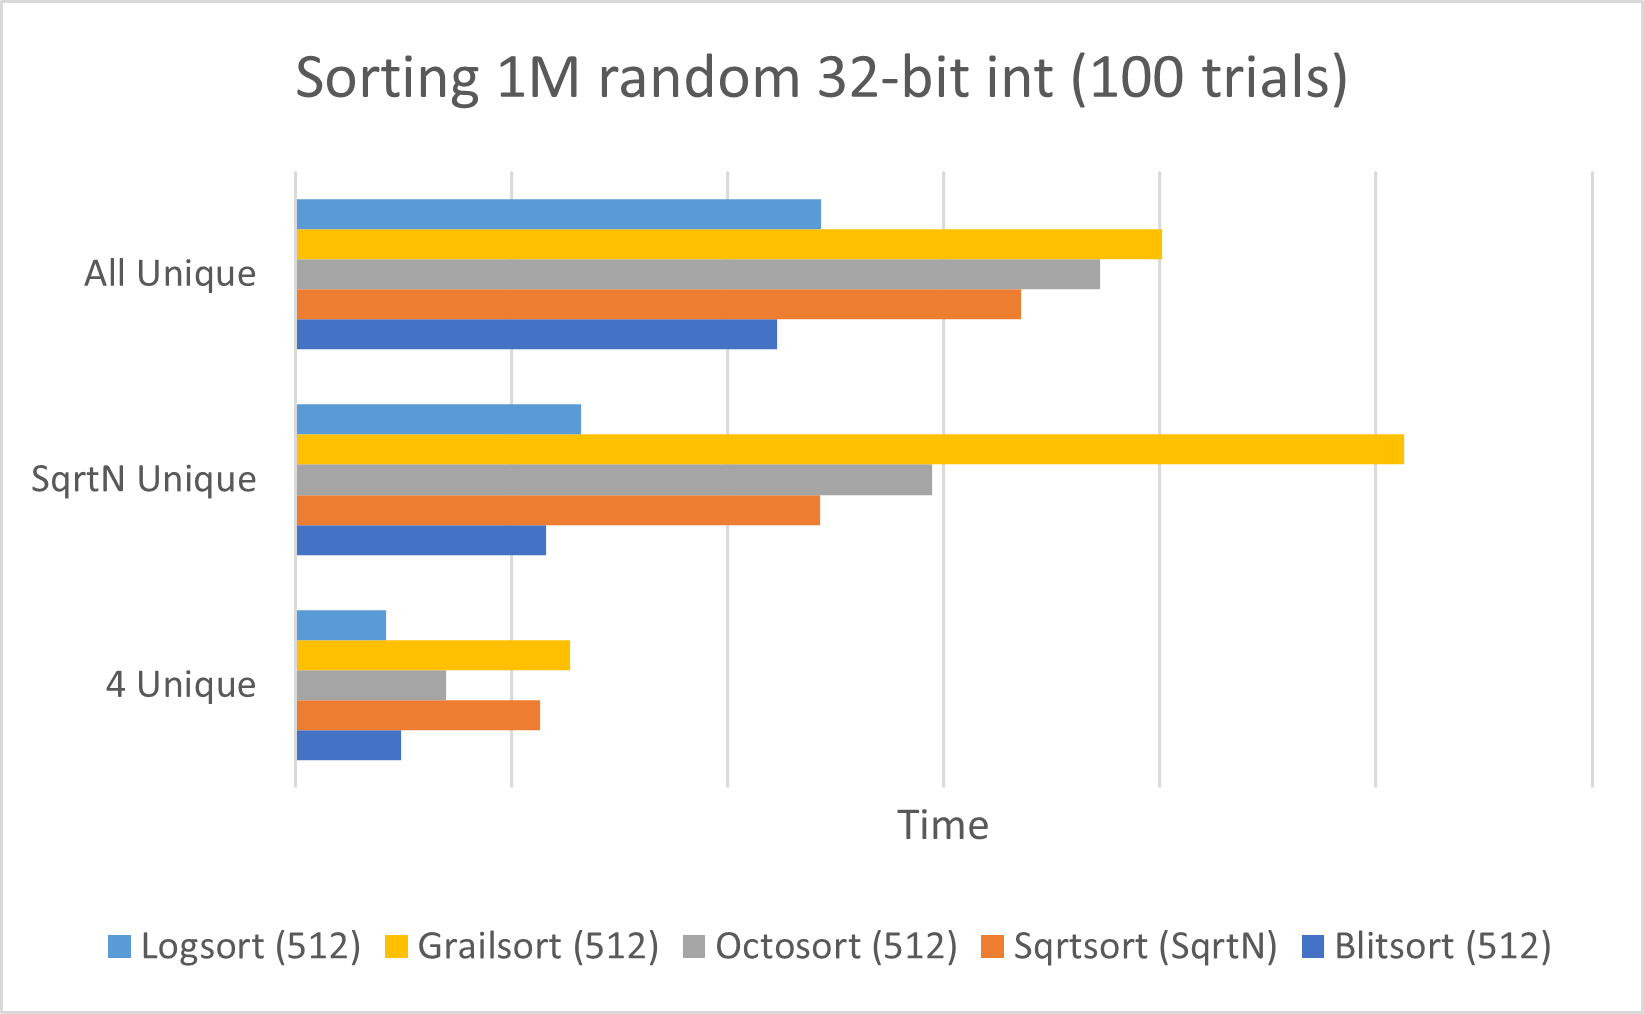 Sorting 1M random 32-bit int (100 trials)
All Unique
SqrtN Unique
4 Unique
Time
Logsort (512) Grailsort (512) Octosort (512) Sqrtsort (SqrtN) Blitsort (512)